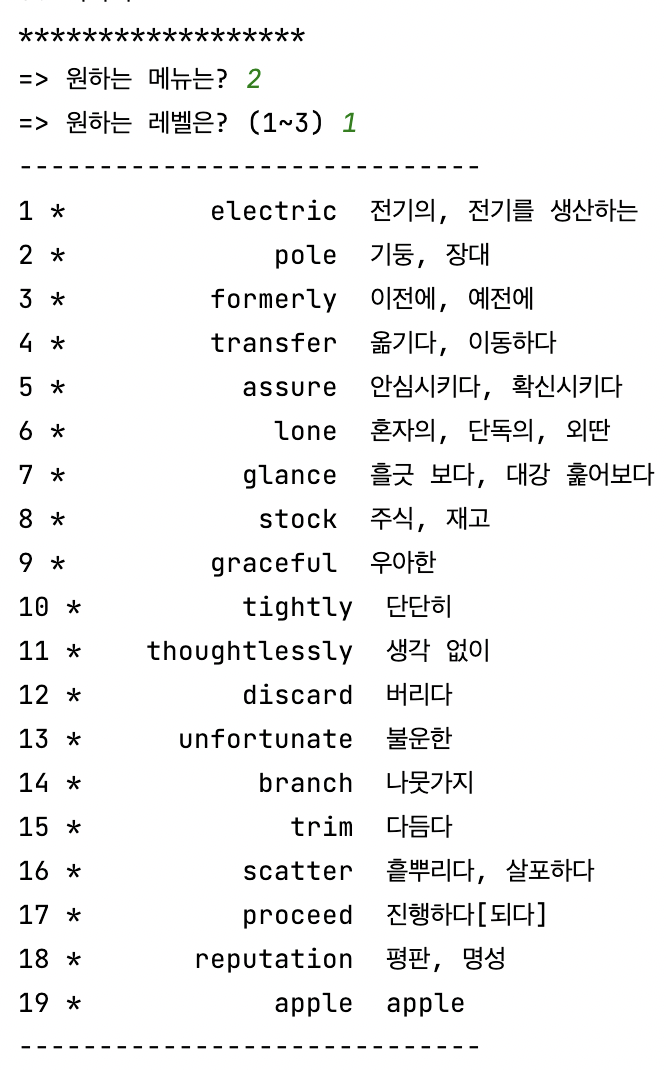 ******************
=> 원하는 메뉴는? 2
=> 원하는 레벨은? (1~3) 1
-----------------------------
1 * electric 전기의, 전기를 생산하는
2 * pole 기둥, 장대
3 * formerly 이전에, 예전에
4 * transfer 옮기다, 이동하다
5 * assure 안심시키다, 확신시키다
6 * lone 혼자의, 단독의, 외딴
7 * glance 흘긋 보다, 대강 훑어보다
8 * stock 주식, 재고
9 * graceful 우아한
10 * tightly 단단히
11 * thoughtlessly 생각 없이
12 * discard 버리다
13 * unfortunate 불운한
14 * branch 나뭇가지
15 * trim 다듬다
16 * scatter 흩뿌리다, 살포하다
17 * proceed 진행하다[되다]
18 * reputation 평판, 명성
19 * apple apple
-----------------------------